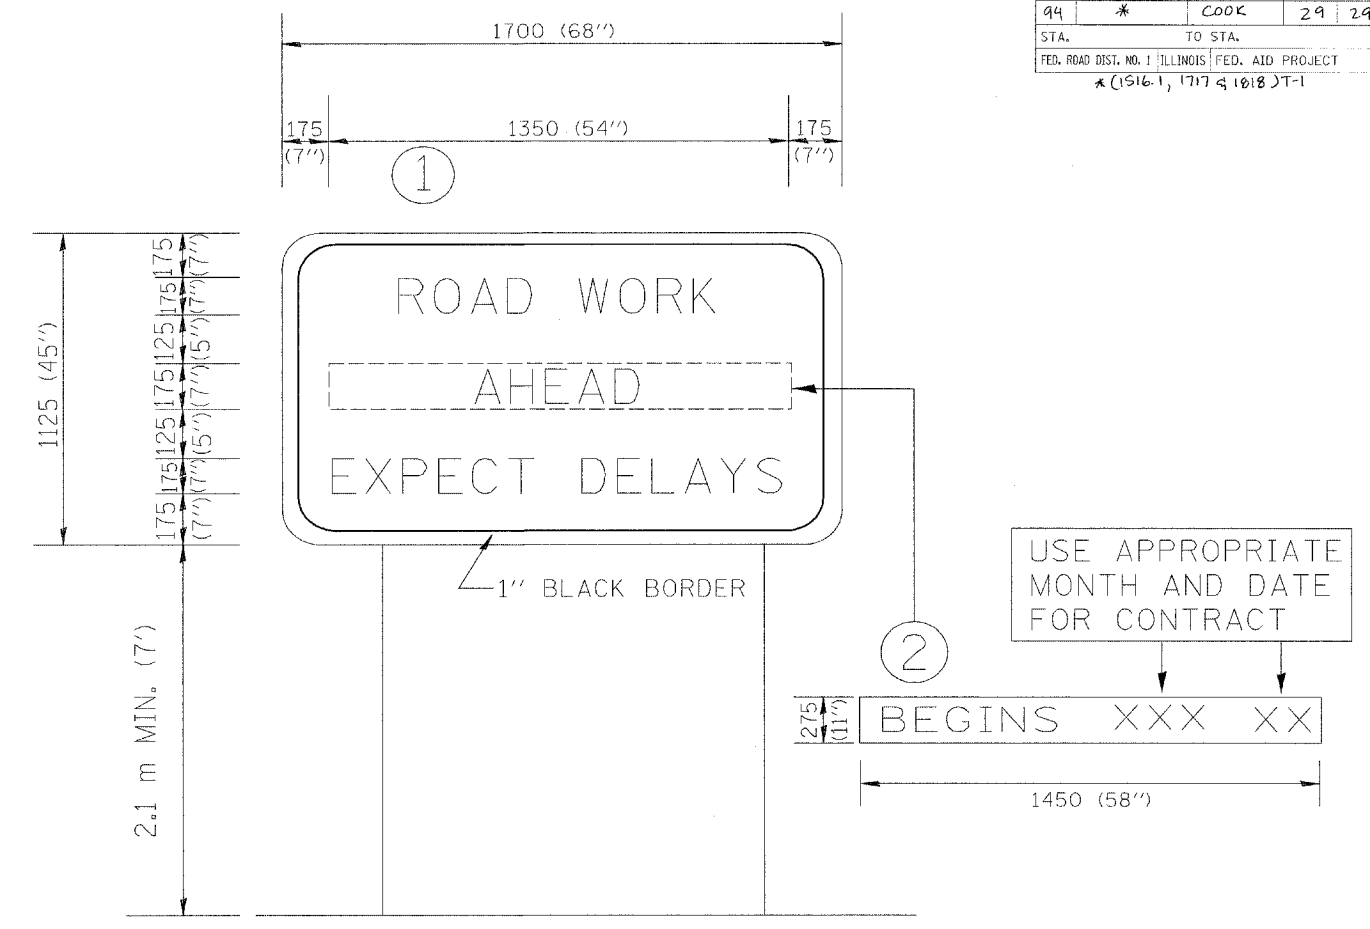 94 * COOK 29 29
STA. TO STA.
FED. ROAD DIST. NO. 1 ILLINOIS FED. AID PROJECT
* (1516.1, 1717 & 1818) T-1
1700 (68")
175 1350 (54") 175
(7") (7")
1
1125 (45")
175 (7")
175 (7")
125 (5")
175 (7")
125 (5")
175 (7")
175 (7")
ROAD WORK
AHEAD
EXPECT DELAYS
1" BLACK BORDER
2.1 m MIN. (7')
USE APPROPRIATE
MONTH AND DATE
FOR CONTRACT
2
275 (11")
BEGINS XXX XX
1450 (58")